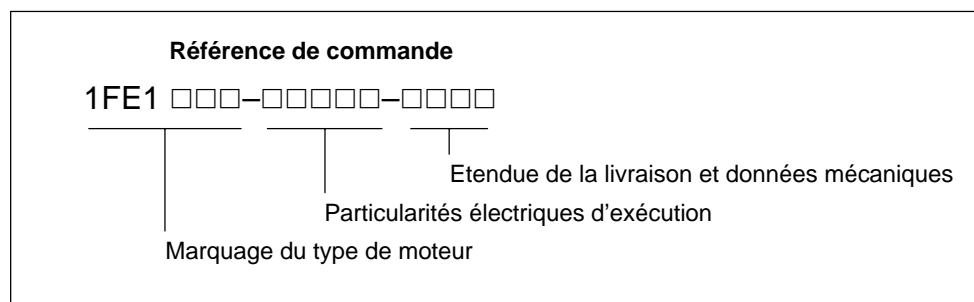 Référence de commande
1FE1 □□□–□□□□□–□□□□
Etendue de la livraison et données mécaniques
Particularités électriques d'exécution
Marquage du type de moteur